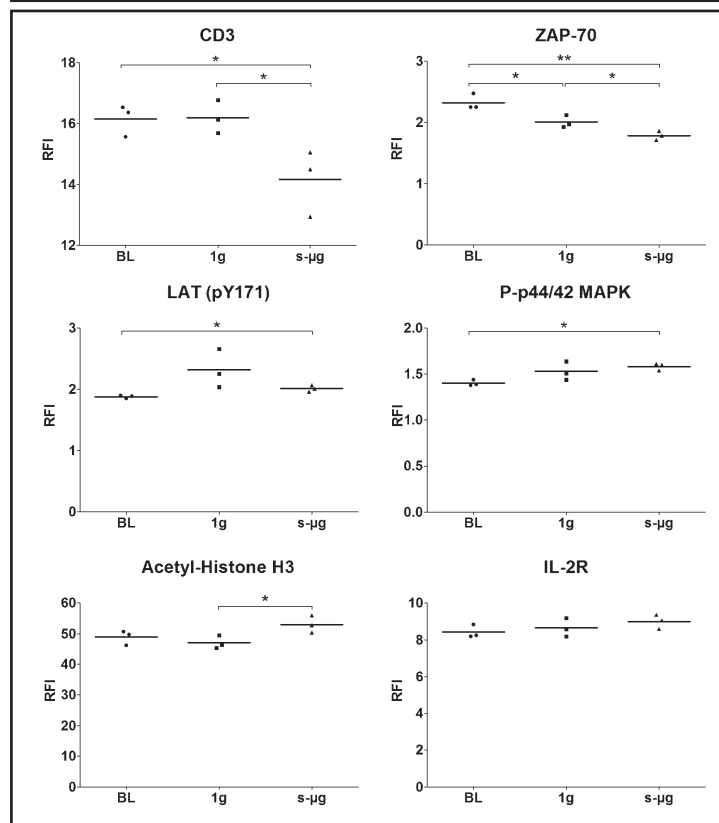 CD3
*
*
18
16
14
12
RFI
BL 1g s-µg
ZAP-70
**
* *
3
2
1
0
RFI
BL 1g s-µg
LAT (pY171)
*
3
2
1
0
RFI
BL 1g s-µg
P-p44/42 MAPK
*
2.0
1.5
1.0
0.5
0.0
RFI
BL 1g s-µg
Acetyl-Histone H3
*
60
50
40
30
20
10
0
RFI
BL 1g s-µg
IL-2R
10
8
6
4
2
0
RFI
BL 1g s-µg